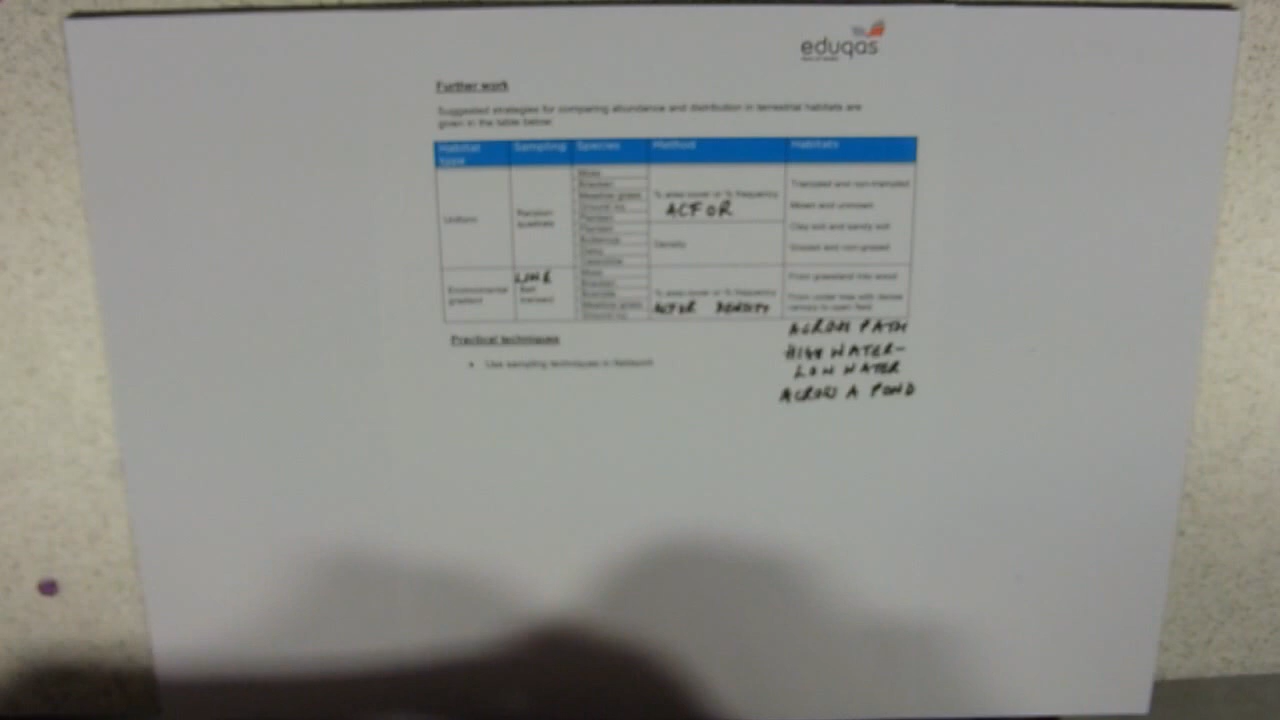 eduqas
Further work
Suggested strategies for comparing abundance and distribution in terrestrial habitats are
given in the table below:
Habitat type Sampling Species Method Habitats
Uniform
Random quadrats
Moss
Bracken
Meadow grass
Ground ivy
Plantain
Plantain
Buttercup
Daisy
% area cover or % frequency
ACFOR
Density
Trampled and non-trampled
Mown and unmown
Clay soil and sandy soil
Grazed and non-grazed
Environmental gradient
LINE
Belt transect
Moss
Bracken
Bramble
Meadow grass
Ground ivy
% area cover or % frequency
ACFOR DENSITY
From grassland into wood
From under tree with dense
canopy to open field
ACROSS PATH
HIGH WATER-
LOW WATER
ACROSS A POND
Practical techniques
• Use sampling techniques in fieldwork